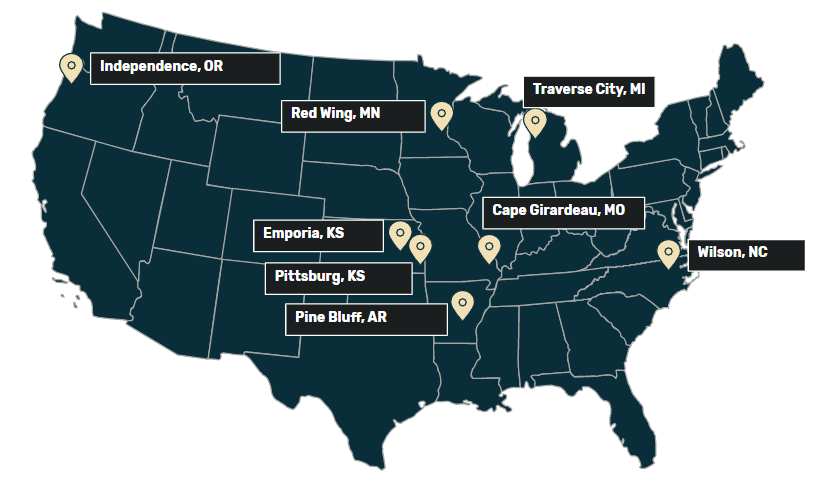 Independence, OR
Traverse City, MI
Red Wing, MN
Cape Girardeau, MO
Emporia, KS
Wilson, NC
Pittsburg, KS
Pine Bluff, AR